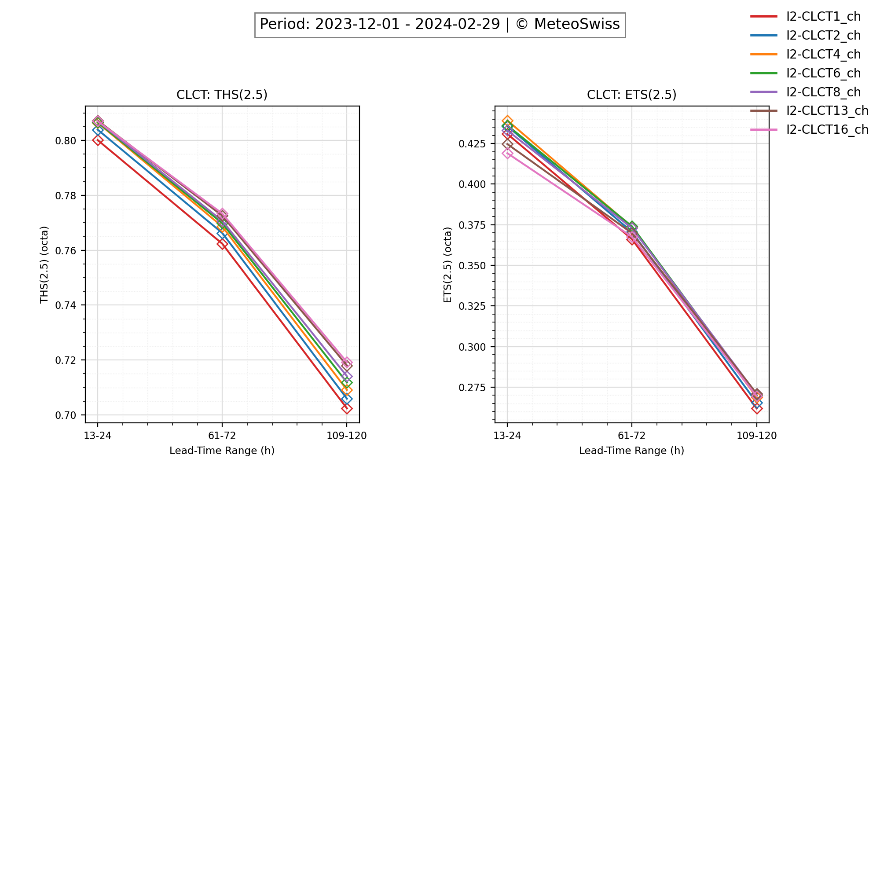 Period: 2023-12-01 - 2024-02-29 | © MeteoSwiss
I2-CLCT1_ch
I2-CLCT2_ch
I2-CLCT4_ch
I2-CLCT6_ch
I2-CLCT8_ch
I2-CLCT13_ch
I2-CLCT16_ch
CLCT: THS(2.5)
THS(2.5) (octa)
0.80
0.78
0.76
0.74
0.72
0.70
13-24
61-72
109-120
Lead-Time Range (h)
CLCT: ETS(2.5)
ETS(2.5) (octa)
0.425
0.400
0.375
0.350
0.325
0.300
0.275
13-24
61-72
109-120
Lead-Time Range (h)